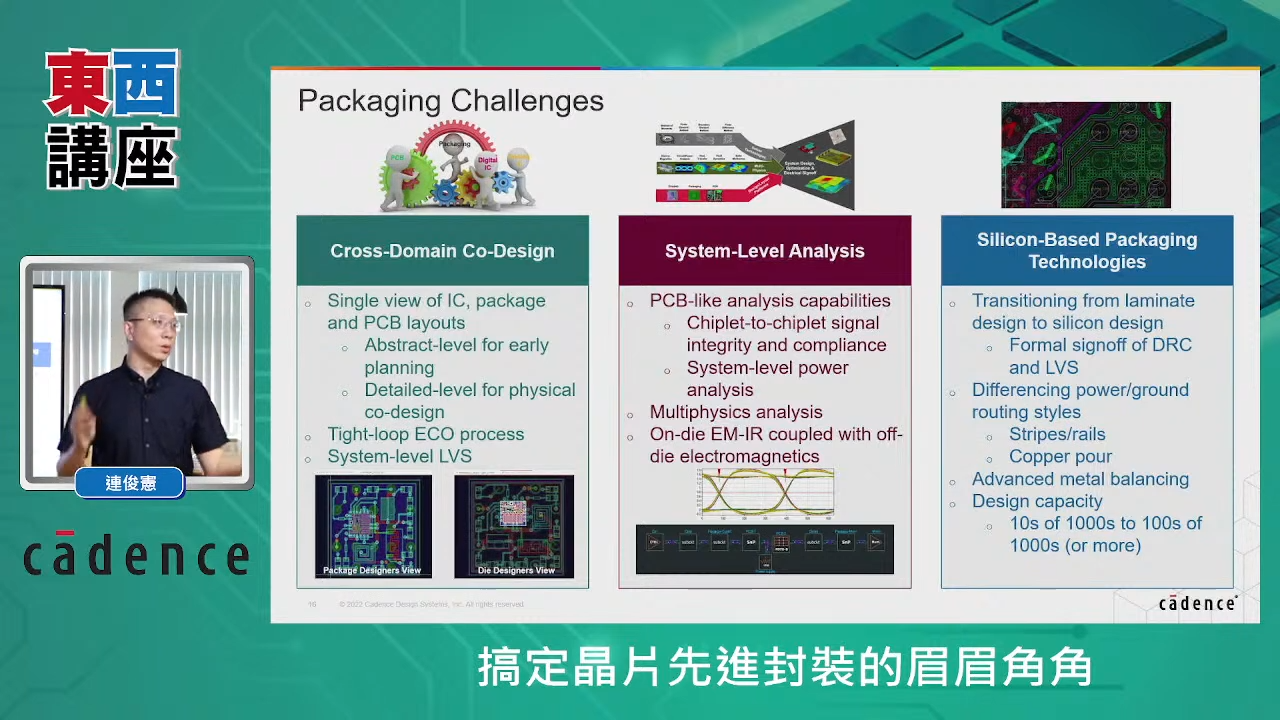 東西
講座
連俊憲
cādence
Packaging Challenges
PCB
Packaging
Digital
IC
System Design,
Optimization &
Electrical Signoff
Cross-Domain Co-Design
Single view of IC, package
and PCB layouts
Abstract-level for early
planning
Detailed-level for physical
co-design
Tight-loop ECO process
System-level LVS
Package Designers View
Die Designers View
System-Level Analysis
PCB-like analysis capabilities
Chiplet-to-chiplet signal
integrity and compliance
System-level power
analysis
Multiphysics analysis
On-die EM-IR coupled with off-
die electromagnetics
Silicon-Based Packaging
Technologies
Transitioning from laminate
design to silicon design
Formal signoff of DRC
and LVS
Differencing power/ground
routing styles
Stripes/rails
Copper pour
Advanced metal balancing
Design capacity
10s of 1000s to 100s of
1000s (or more)
© 2022 Cadence Design Systems, Inc. All rights reserved.
cādence
搞定晶片先進封裝的眉眉角角